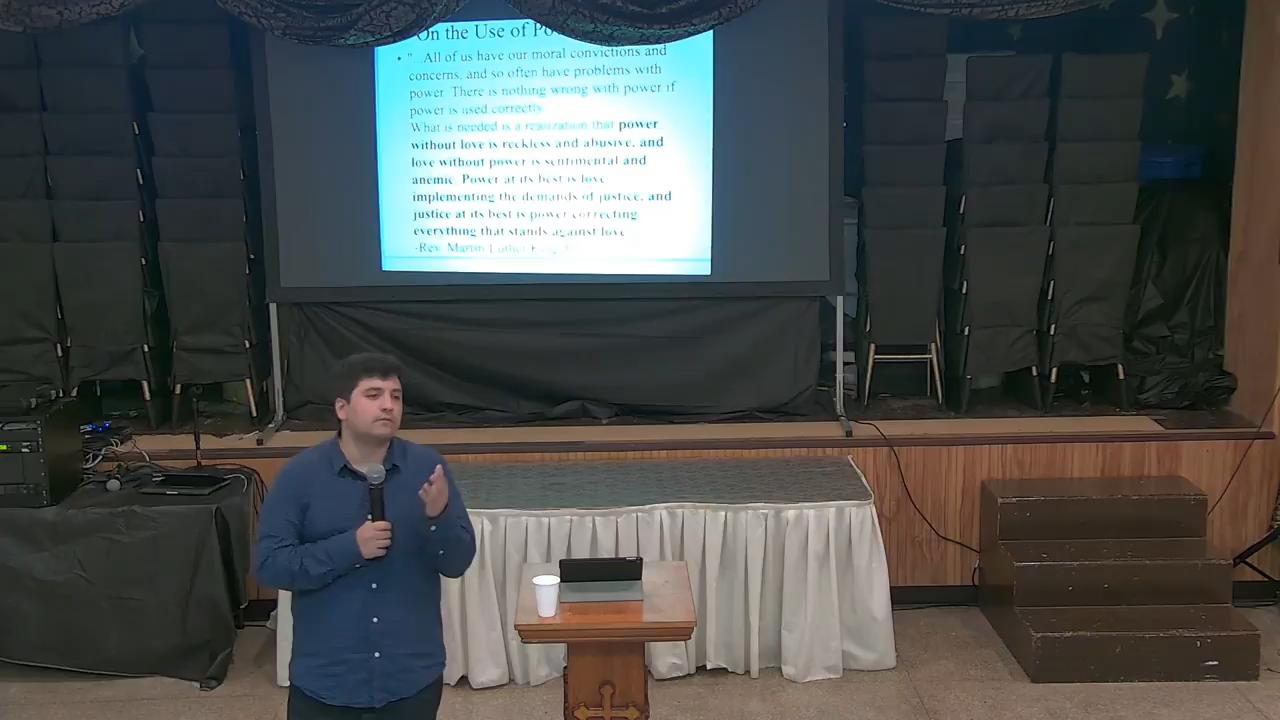 On the Use of Po
• "...All of us have our moral convictions and
concerns, and so often have problems with
power. There is nothing wrong with power if
power is used correctly
What is needed is a realization that power
without love is reckless and abusive, and
love without power is sentimental and
anemic. Power at its best is love
implementing the demands of justice, and
justice at its best is power correcting
everything that stands against love
-Rev. Martin Luther King